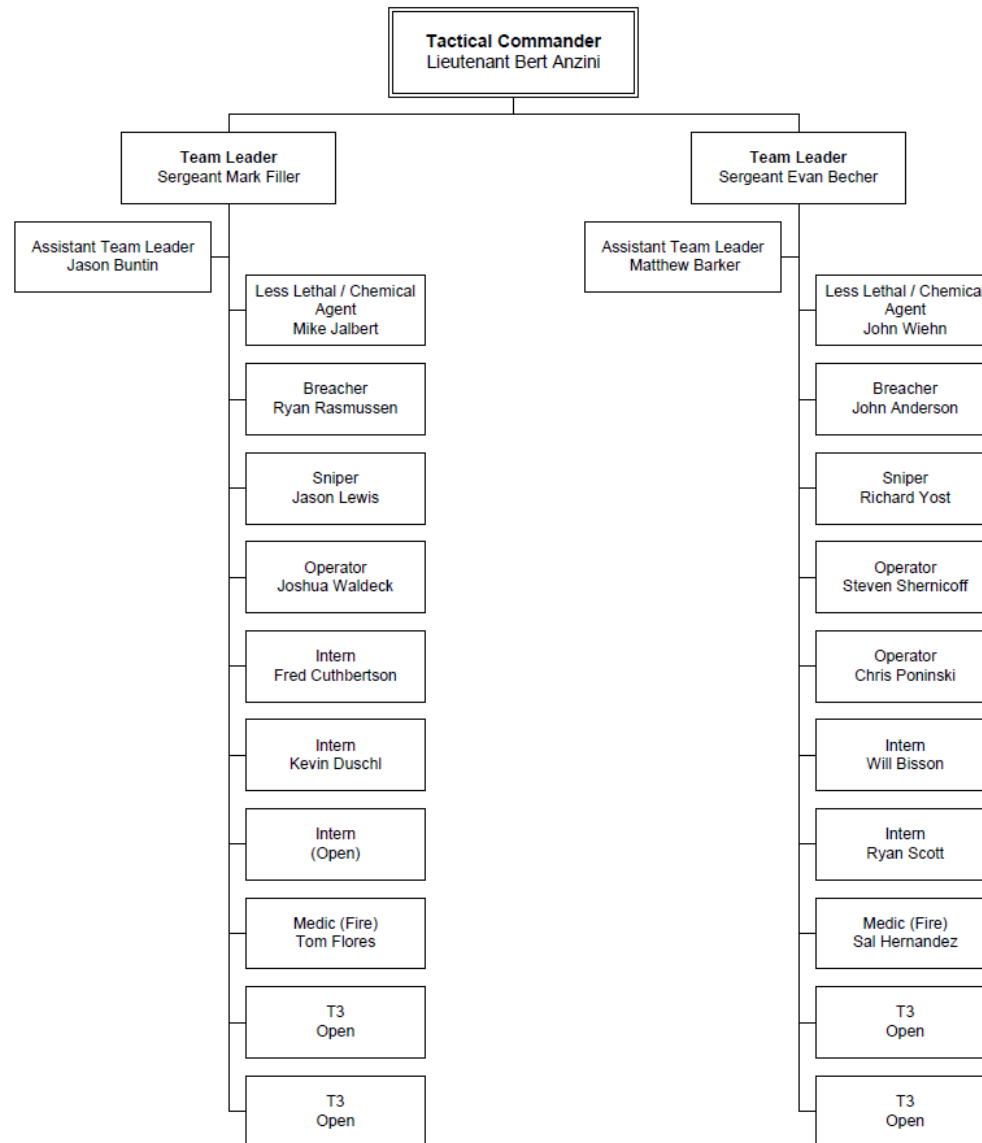 Tactical Commander
Lieutenant Bert Anzini
Team Leader
Sergeant Mark Filler
Assistant Team Leader
Jason Buntin
Less Lethal / Chemical
Agent
Mike Jalbert
Breacher
Ryan Rasmussen
Sniper
Jason Lewis
Operator
Joshua Waldeck
Intern
Fred Cuthbertson
Intern
Kevin Duschl
Intern
(Open)
Medic (Fire)
Tom Flores
T3
Open
T3
Open
Team Leader
Sergeant Evan Becher
Assistant Team Leader
Matthew Barker
Less Lethal / Chemical
Agent
John Wiehn
Breacher
John Anderson
Sniper
Richard Yost
Operator
Steven Shernicoff
Operator
Chris Poninski
Intern
Will Bisson
Intern
Ryan Scott
Medic (Fire)
Sal Hernandez
T3
Open
T3
Open